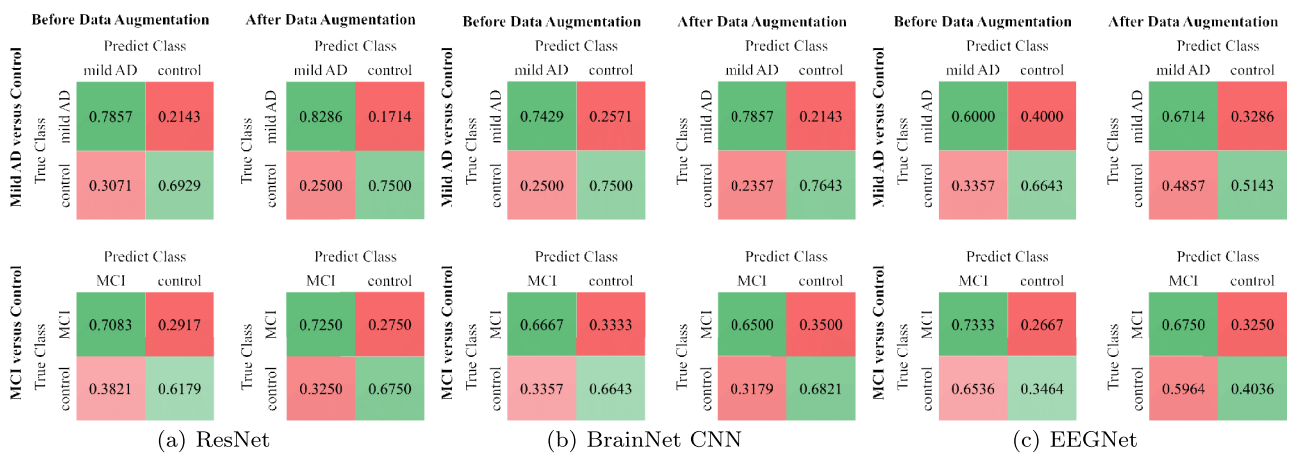 Before Data Augmentation After Data Augmentation Before Data Augmentation After Data Augmentation Before Data Augmentation After Data Augmentation
Predict Class Predict Class Predict Class Predict Class Predict Class Predict Class
mild AD control mild AD control mild AD control mild AD control mild AD control mild AD control
Mild AD versus Control True Class mild AD 0.7857 0.2143 True Class mild AD 0.8286 0.1714 Mild AD versus Control True Class mild AD 0.7429 0.2571 True Class mild AD 0.7857 0.2143 Mild AD versus Control True Class mild AD 0.6000 0.4000 True Class mild AD 0.6714 0.3286
control 0.3071 0.6929 control 0.2500 0.7500 control 0.2500 0.7500 control 0.2357 0.7643 control 0.3357 0.6643 control 0.4857 0.5143
Predict Class Predict Class Predict Class Predict Class Predict Class Predict Class
MCI control MCI control MCI control MCI control MCI control MCI control
MCI versus Control True Class MCI 0.7083 0.2917 True Class MCI 0.7250 0.2750 MCI versus Control True Class MCI 0.6667 0.3333 True Class MCI 0.6500 0.3500 MCI versus Control True Class MCI 0.7333 0.2667 True Class MCI 0.6750 0.3250
control 0.3821 0.6179 control 0.3250 0.6750 control 0.3357 0.6643 control 0.3179 0.6821 control 0.6536 0.3464 control 0.5964 0.4036
(a) ResNet (b) BrainNet CNN (c) EEGNet